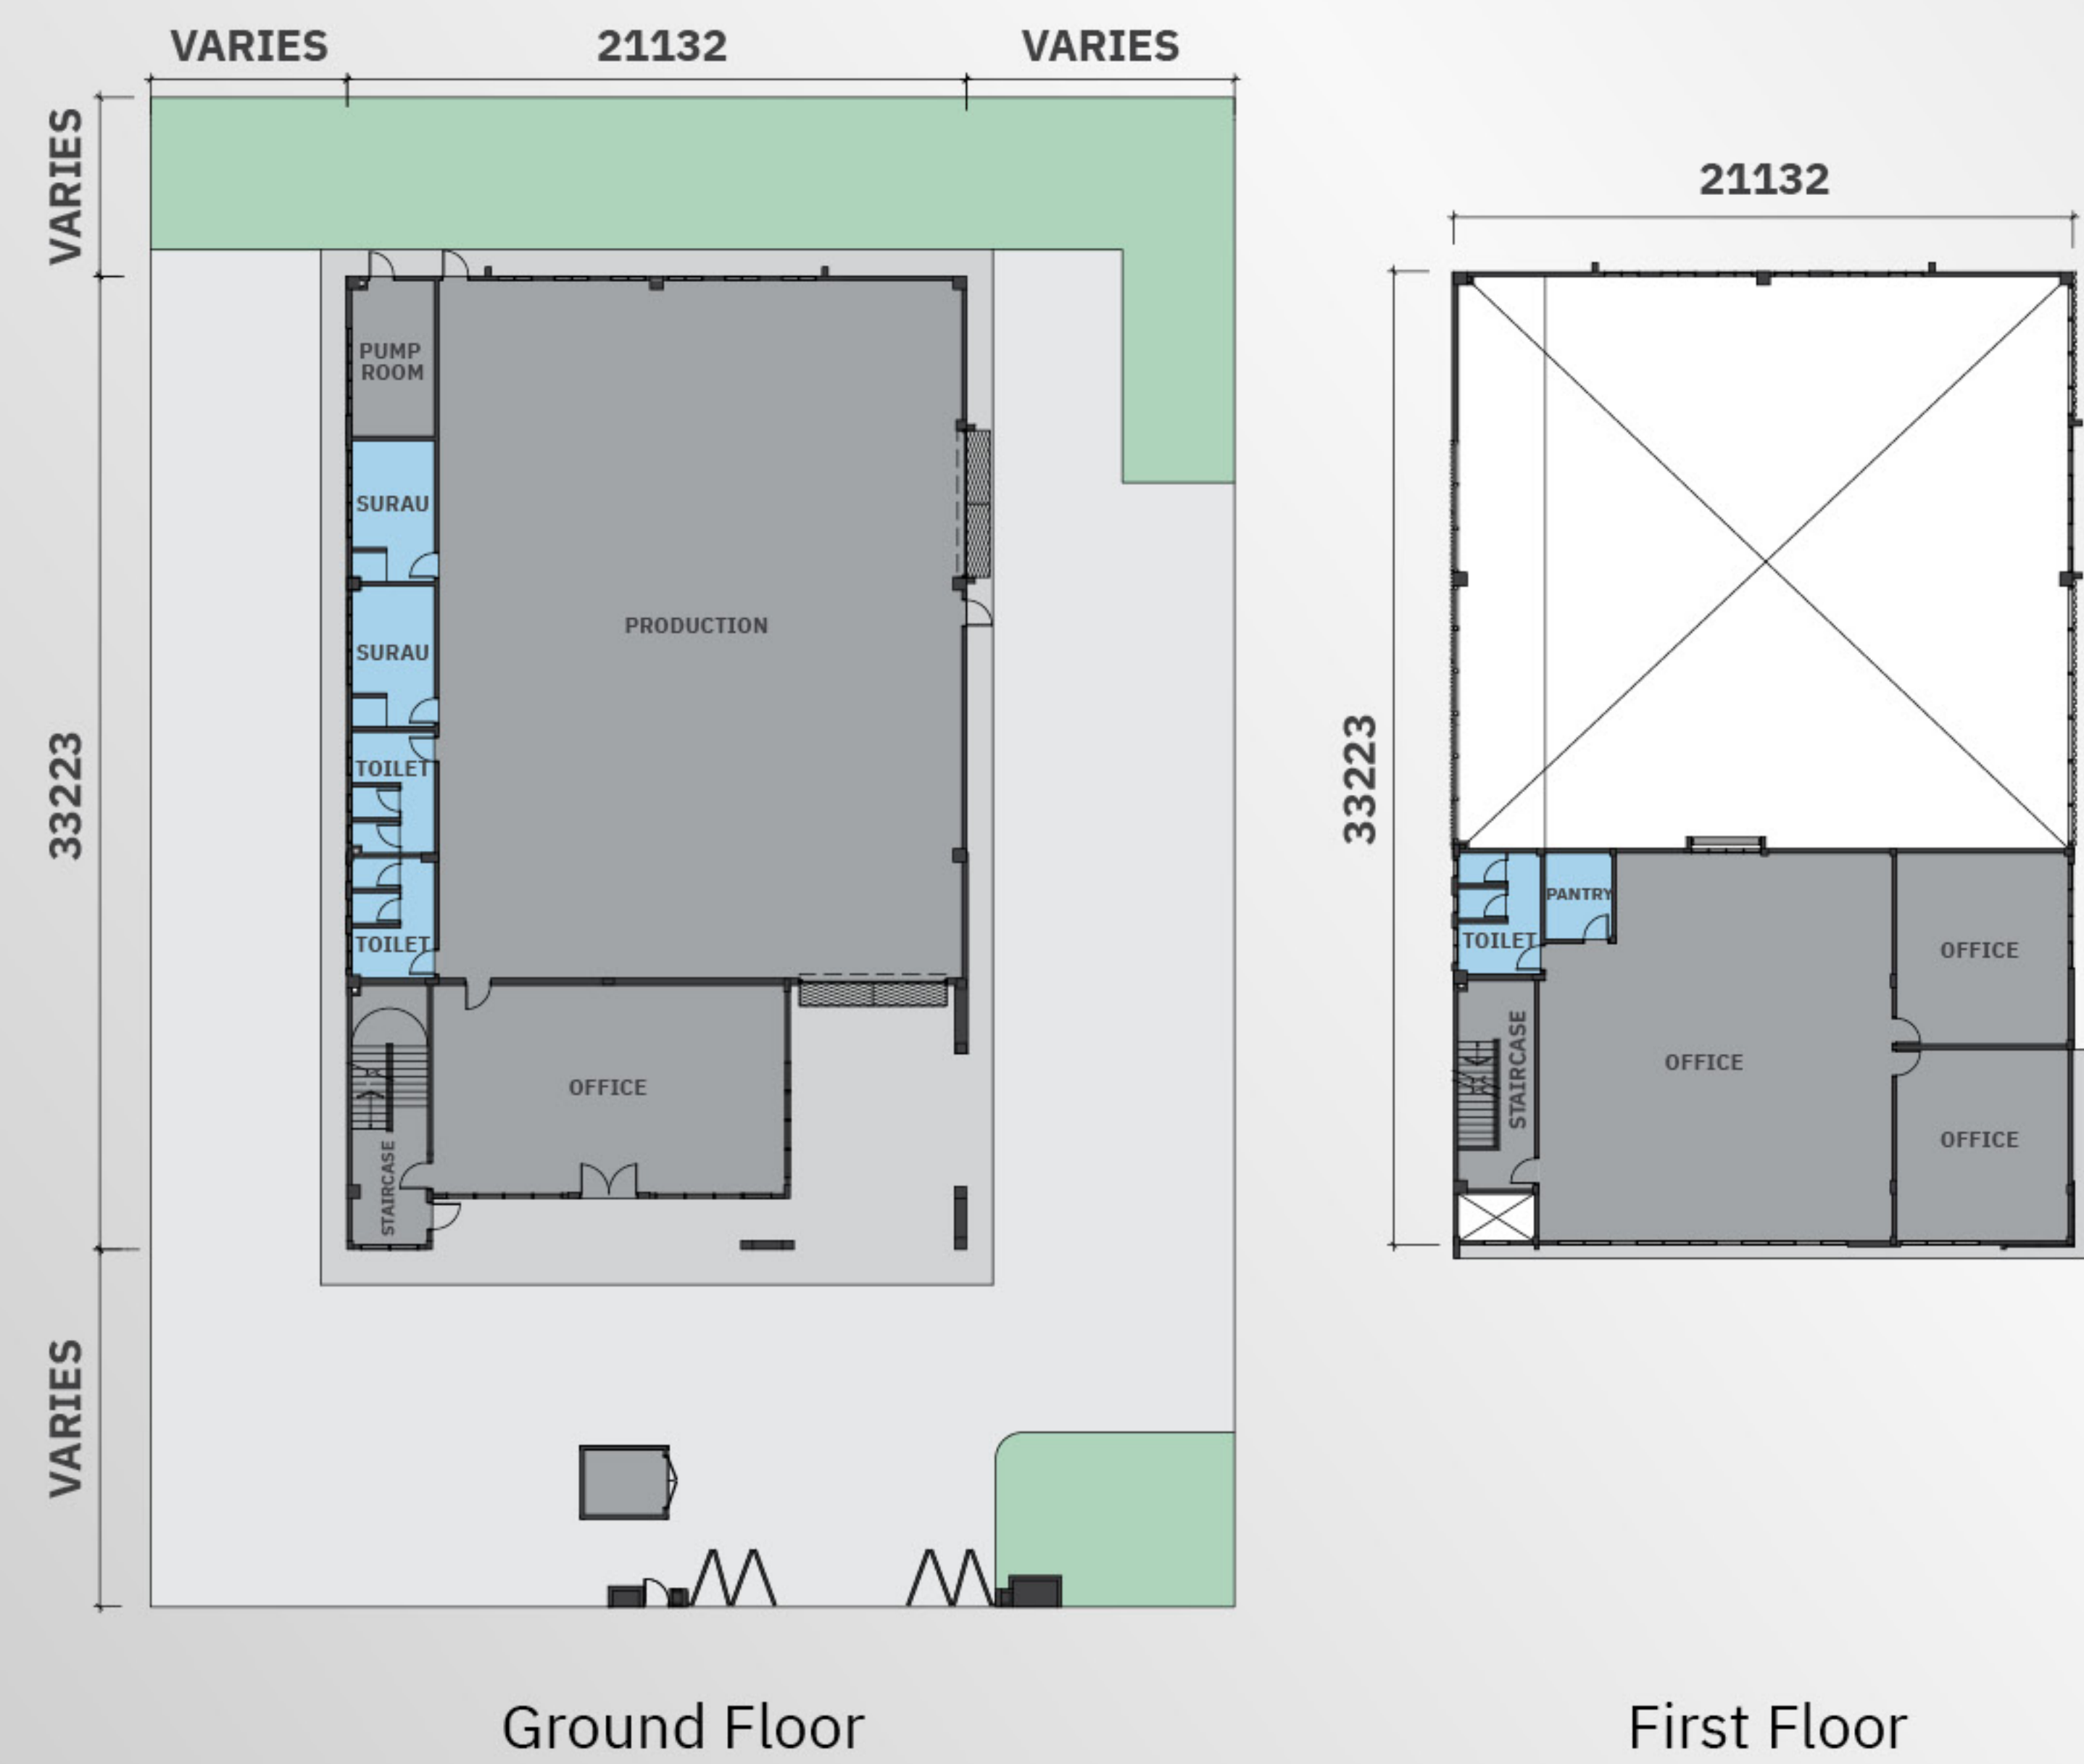 VARIES
21132
VARIES
VARIES
33223
VARIES
PUMP
ROOM
SURAU
SURAU
TOILET
TOILET
PRODUCTION
STAIRCASE
OFFICE
Ground Floor
21132
33223
PANTRY
TOILET
STAIRCASE
OFFICE
OFFICE
OFFICE
First Floor